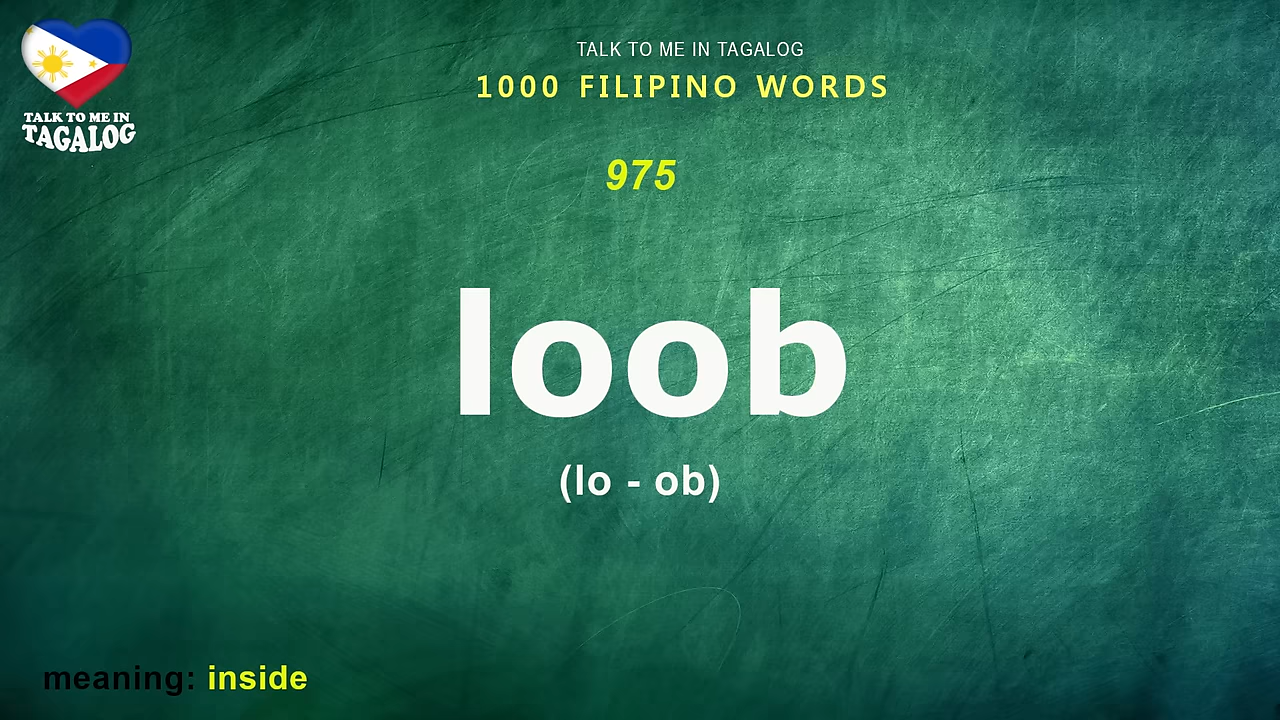 TALK TO ME IN
TAGALOG
TALK TO ME IN TAGALOG
1000 FILIPINO WORDS
975
loob
(lo - ob)
meaning: inside